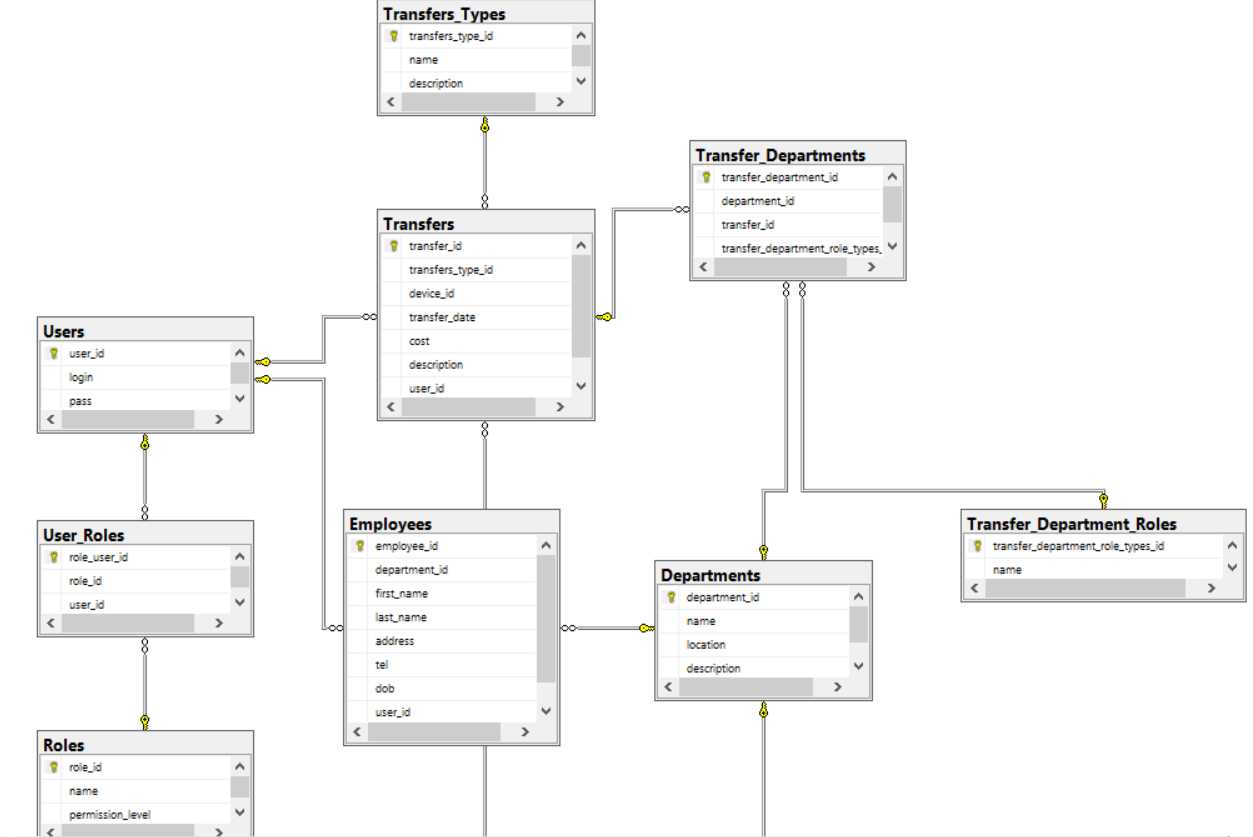 Transfers_Types
transfers_type_id
name
description
Transfer_Departments
transfer_department_id
department_id
transfer_id
transfer_department_role_types_
Transfers
transfer_id
transfers_type_id
device_id
transfer_date
cost
description
user_id
Users
user_id
login
pass
User_Roles
role_user_id
role_id
user_id
Employees
employee_id
department_id
first_name
last_name
address
tel
dob
user_id
Departments
department_id
name
location
description
Transfer_Department_Roles
transfer_department_role_types_id
name
Roles
role_id
name
permission_level